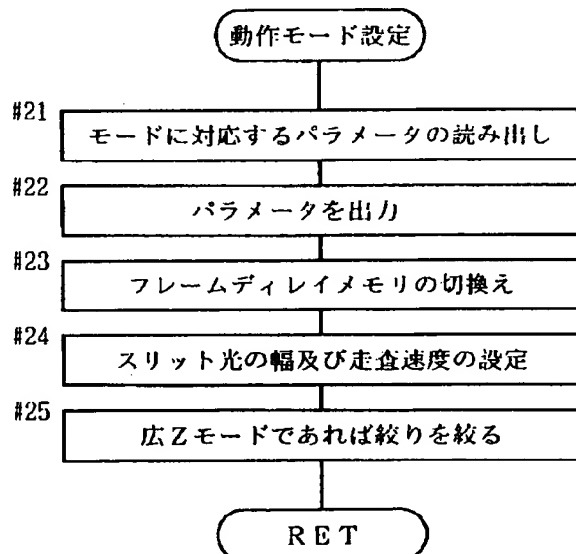 動作モード設定
#21
モードに対応するパラメータの読み出し
#22
パラメータを出力
#23
フレームディレイメモリの切換え
#24
スリット光の幅及び走査速度の設定
#25
広Zモードであれば絞りを絞る
RET